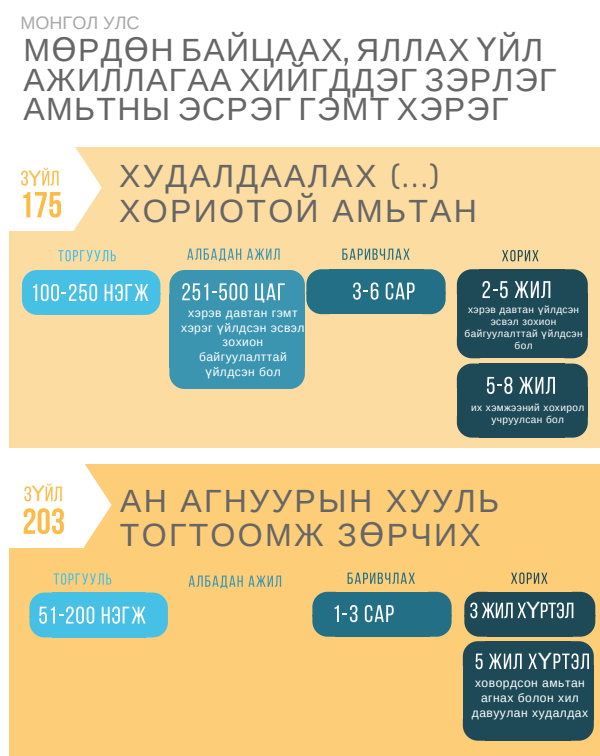 МОНГОЛ УЛС
МӨРДӨН БАЙЦААХ, ЯЛЛАХ ҮЙЛ
АЖИЛЛАГАА ХИЙГДДЭГ ЗЭРЛЭГ
АМЬТНЫ ЭСРЭГ ГЭМТ ХЭРЭГ
ЗҮЙЛ
175
ХУДАЛДААЛАХ (...)
ХОРИОТОЙ АМЬТАН
ТОРГУУЛЬ
100-250 НЭГЖ
АЛБАДАН АЖИЛ
251-500 ЦАГ
хэрэв давтан гэмт
хэрэг үйлдсэн эсвэл
зохион
байгуулалттай
үйлдсэн бол
БАРИВЧЛАХ
3-6 САР
ХОРИХ
2-5 ЖИЛ
хэрэв давтан үйлдсэн
эсвэл зохион
байгуулалттай үйлдсэн
бол
5-8 ЖИЛ
их хэмжээний хохирол
учруулсан бол
ЗҮЙЛ
203
АН АГНУУРЫН ХУУЛЬ
ТОГТООМЖ ЗӨРЧИХ
ТОРГУУЛЬ
51-200 НЭГЖ
АЛБАДАН АЖИЛ
БАРИВЧЛАХ
1-3 САР
ХОРИХ
3 ЖИЛ ХҮРТЭЛ
5 ЖИЛ ХҮРТЭЛ
ховордсон амьтан
агнах болон хил
давуулан худалдах